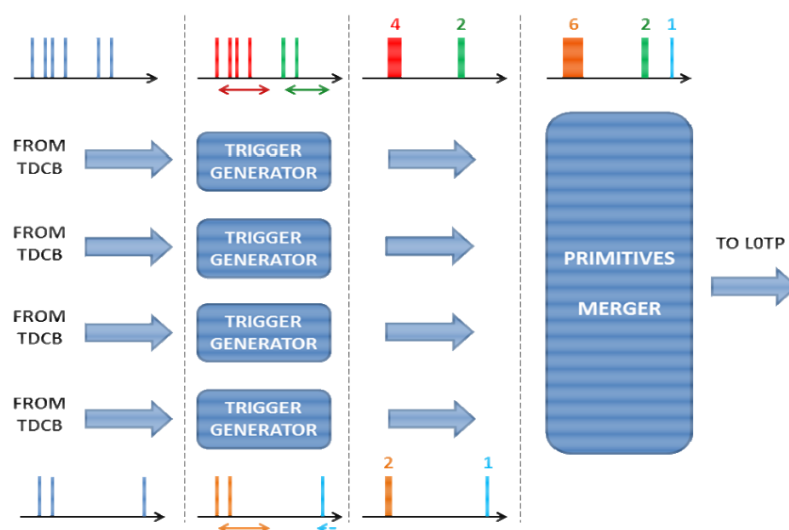 4 2
6 2 1
FROM
TDCB
TRIGGER
GENERATOR
FROM
TDCB
TRIGGER
GENERATOR
FROM
TDCB
TRIGGER
GENERATOR
FROM
TDCB
TRIGGER
GENERATOR
PRIMITIVES
MERGER
TO L0TP
2 1